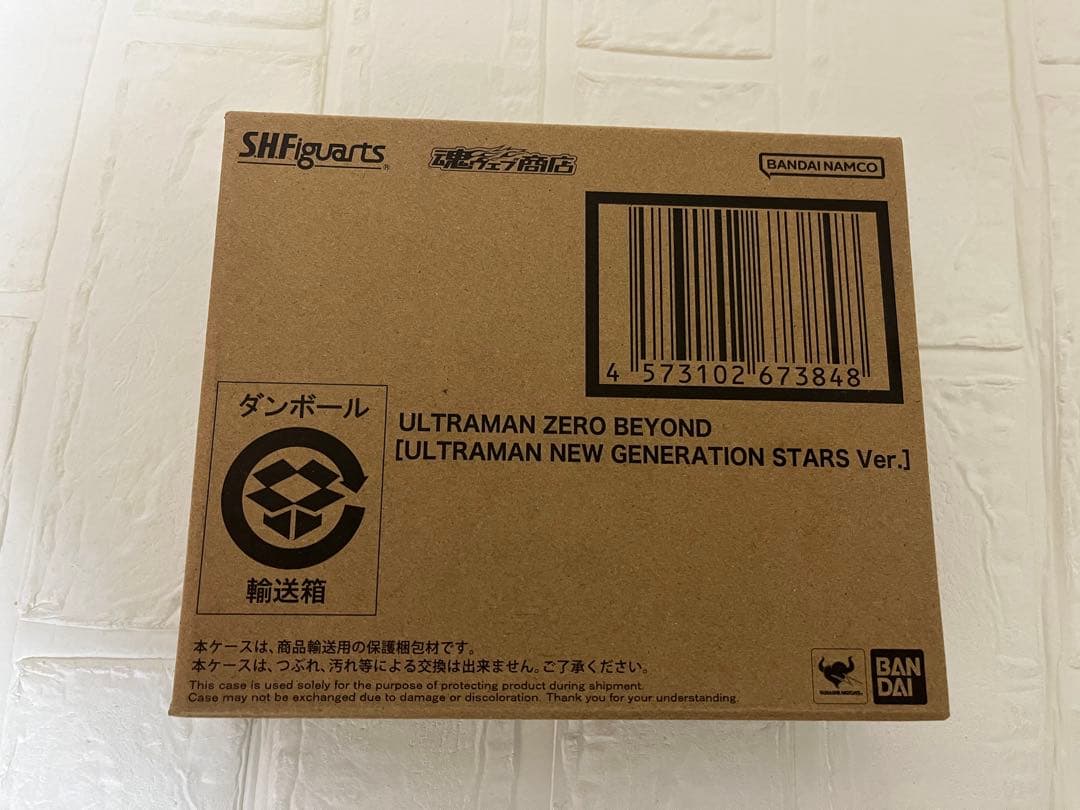 S.H.Figuarts®
魂ウェブ商店
BANDAI NAMCO
4 573102 673848
ダンボール
輸送箱
ULTRAMAN ZERO BEYOND
[ULTRAMAN NEW GENERATION STARS Ver.]
本ケースは、商品輸送用の保護梱包材です。
本ケースは、つぶれ、汚れ等による交換は出来ません。ご了承ください。
This case is used solely for the purpose of protecting product during shipment.
Case may not be exchanged due to damage or discoloration. Thank you for your understanding.
BAN
DAI